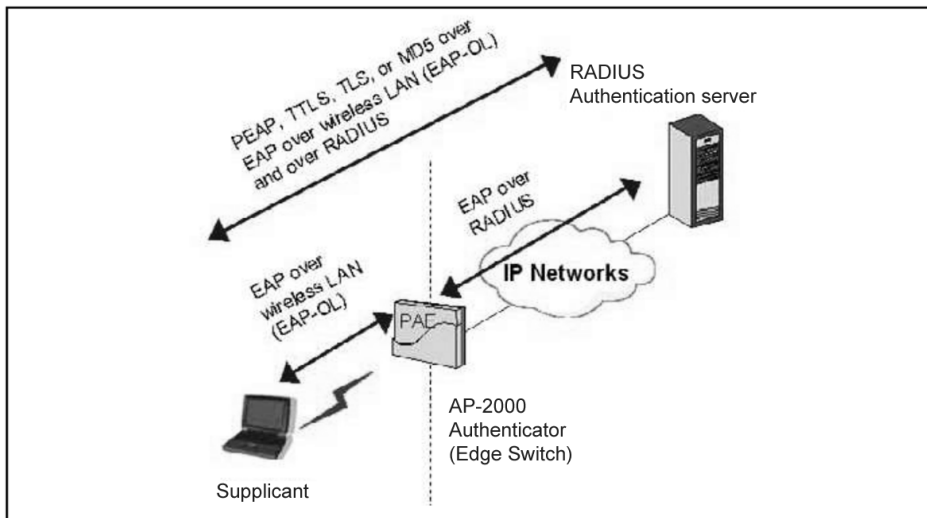 PEAP, TTLS, TLS, or MD5 over
EAP over wireless LAN (EAP-OL)
and over RADIUS
RADIUS
Authentication server
EAP over
RADIUS
IP Networks
EAP over
wireless LAN
(EAP-OL)
PAE
AP-2000
Authenticator
(Edge Switch)
Supplicant